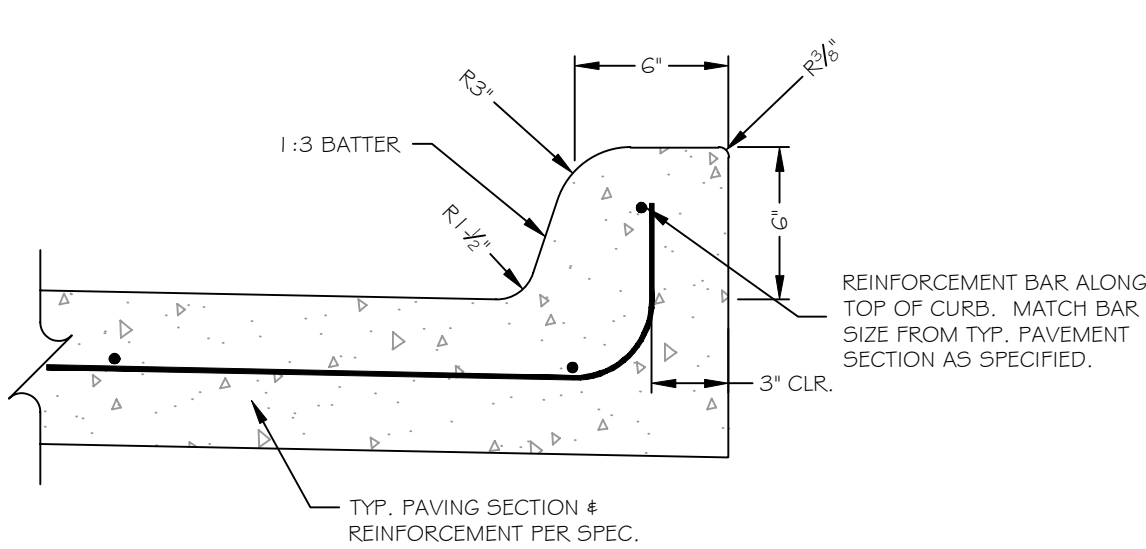 6"
R3/8"
R3"
1:3 BATTER
R1-1/2"
6"
REINFORCEMENT BAR ALONG
TOP OF CURB. MATCH BAR
SIZE FROM TYP. PAVEMENT
SECTION AS SPECIFIED.
3" CLR.
TYP. PAVING SECTION &
REINFORCEMENT PER SPEC.